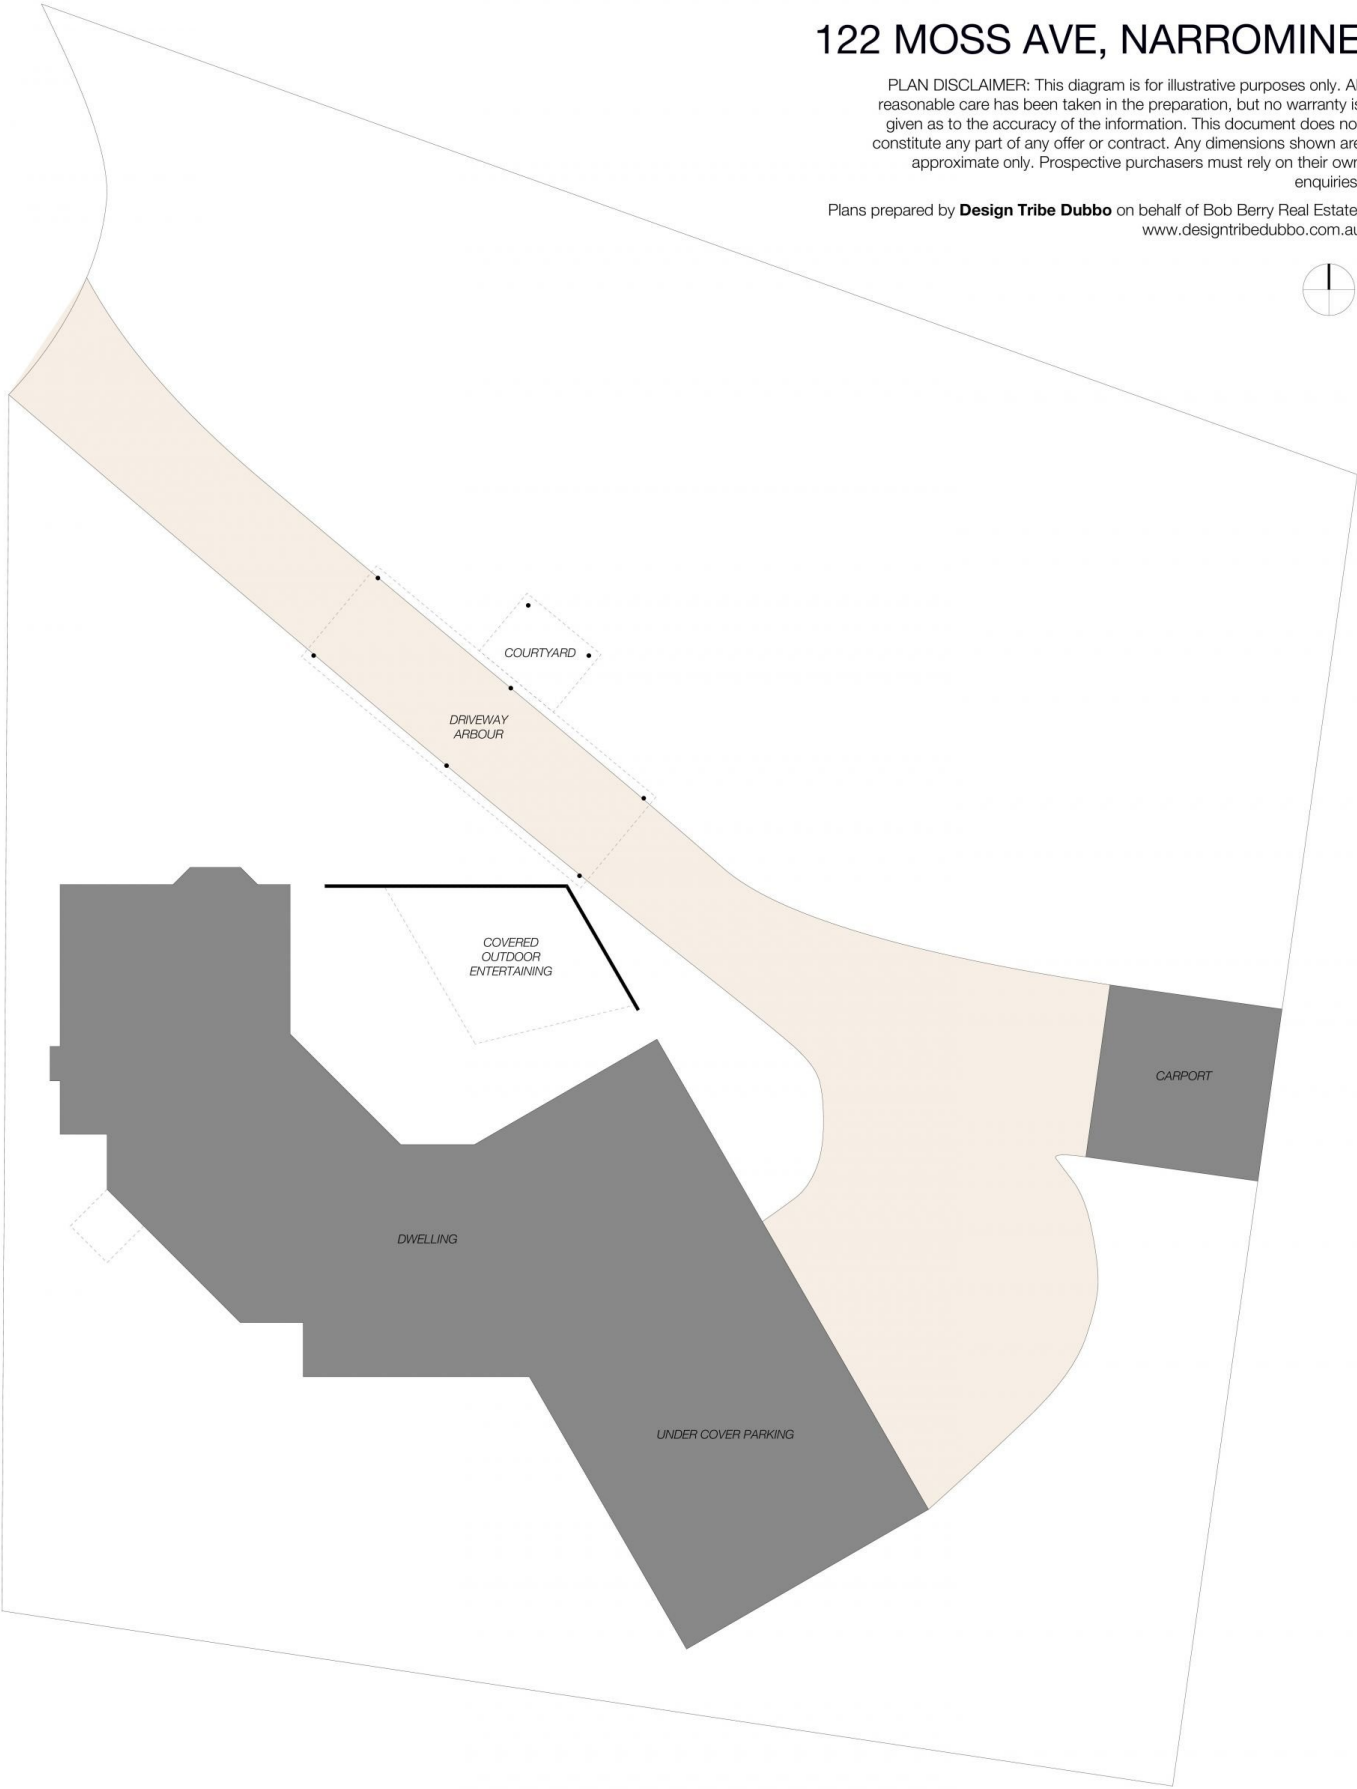 122 MOSS AVE, NARROMINE
PLAN DISCLAIMER: This diagram is for illustrative purposes only. Al
reasonable care has been taken in the preparation, but no warranty is
given as to the accuracy of the information. This document does no
constitute any part of any offer or contract. Any dimensions shown are
approximate only. Prospective purchasers must rely on their own
enquiries
Plans prepared by Design Tribe Dubbo on behalf of Bob Berry Real Estate
www.designtribedubbo.com.au
COURTYARD
DRIVEWAY
ARBOUR
COVERED
OUTDOOR
ENTERTAINING
CARPORT
DWELLING
UNDER COVER PARKING